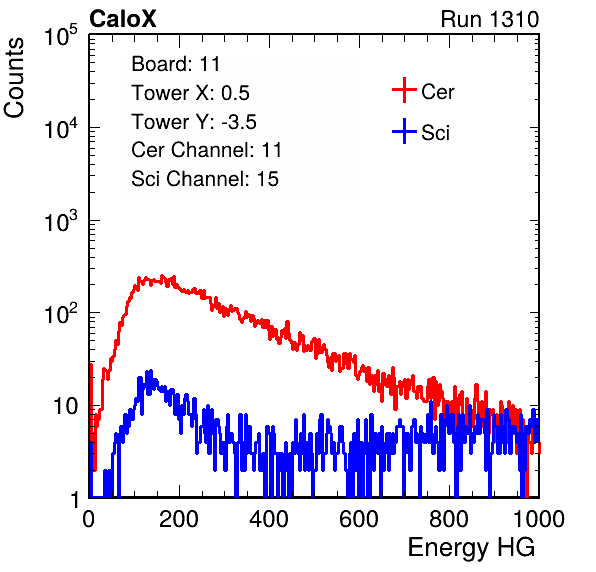 CaloX Run 1310
Counts
10^5
10^4
10^3
10^2
10
1
Board: 11
Tower X: 0.5
Tower Y: -3.5
Cer Channel: 11
Sci Channel: 15
Cer
Sci
0 200 400 600 800 1000
Energy HG